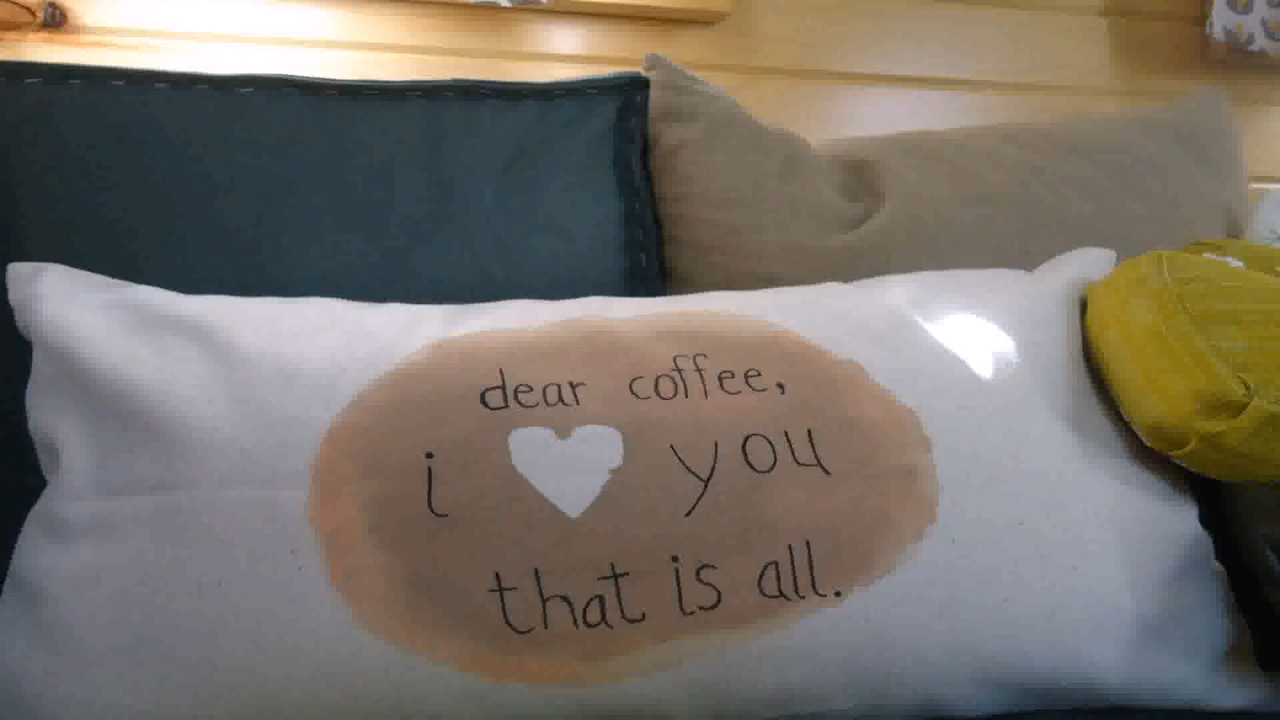 dear coffee,
i you
that is all.